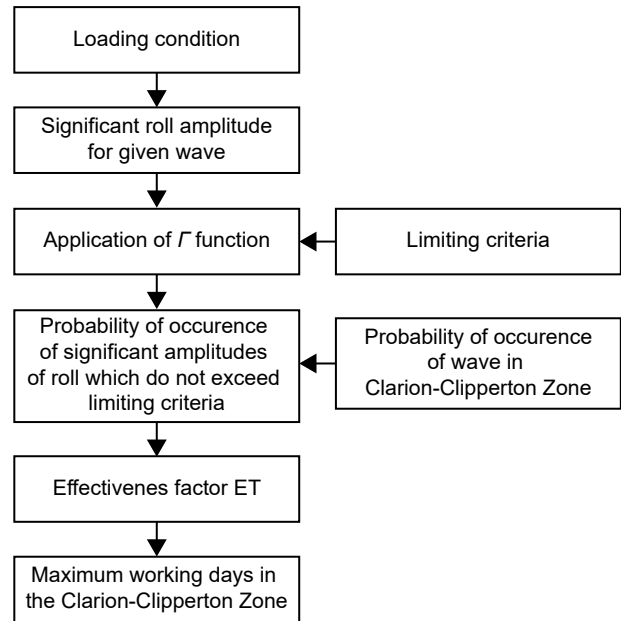 Loading condition
Significant roll amplitude
for given wave
Application of Γ function
Limiting criteria
Probability of occurence
of significant amplitudes
of roll which do not exceed
limiting criteria
Probability of occurence
of wave in
Clarion-Clipperton Zone
Effectivenes factor ET
Maximum working days in
the Clarion-Clipperton Zone